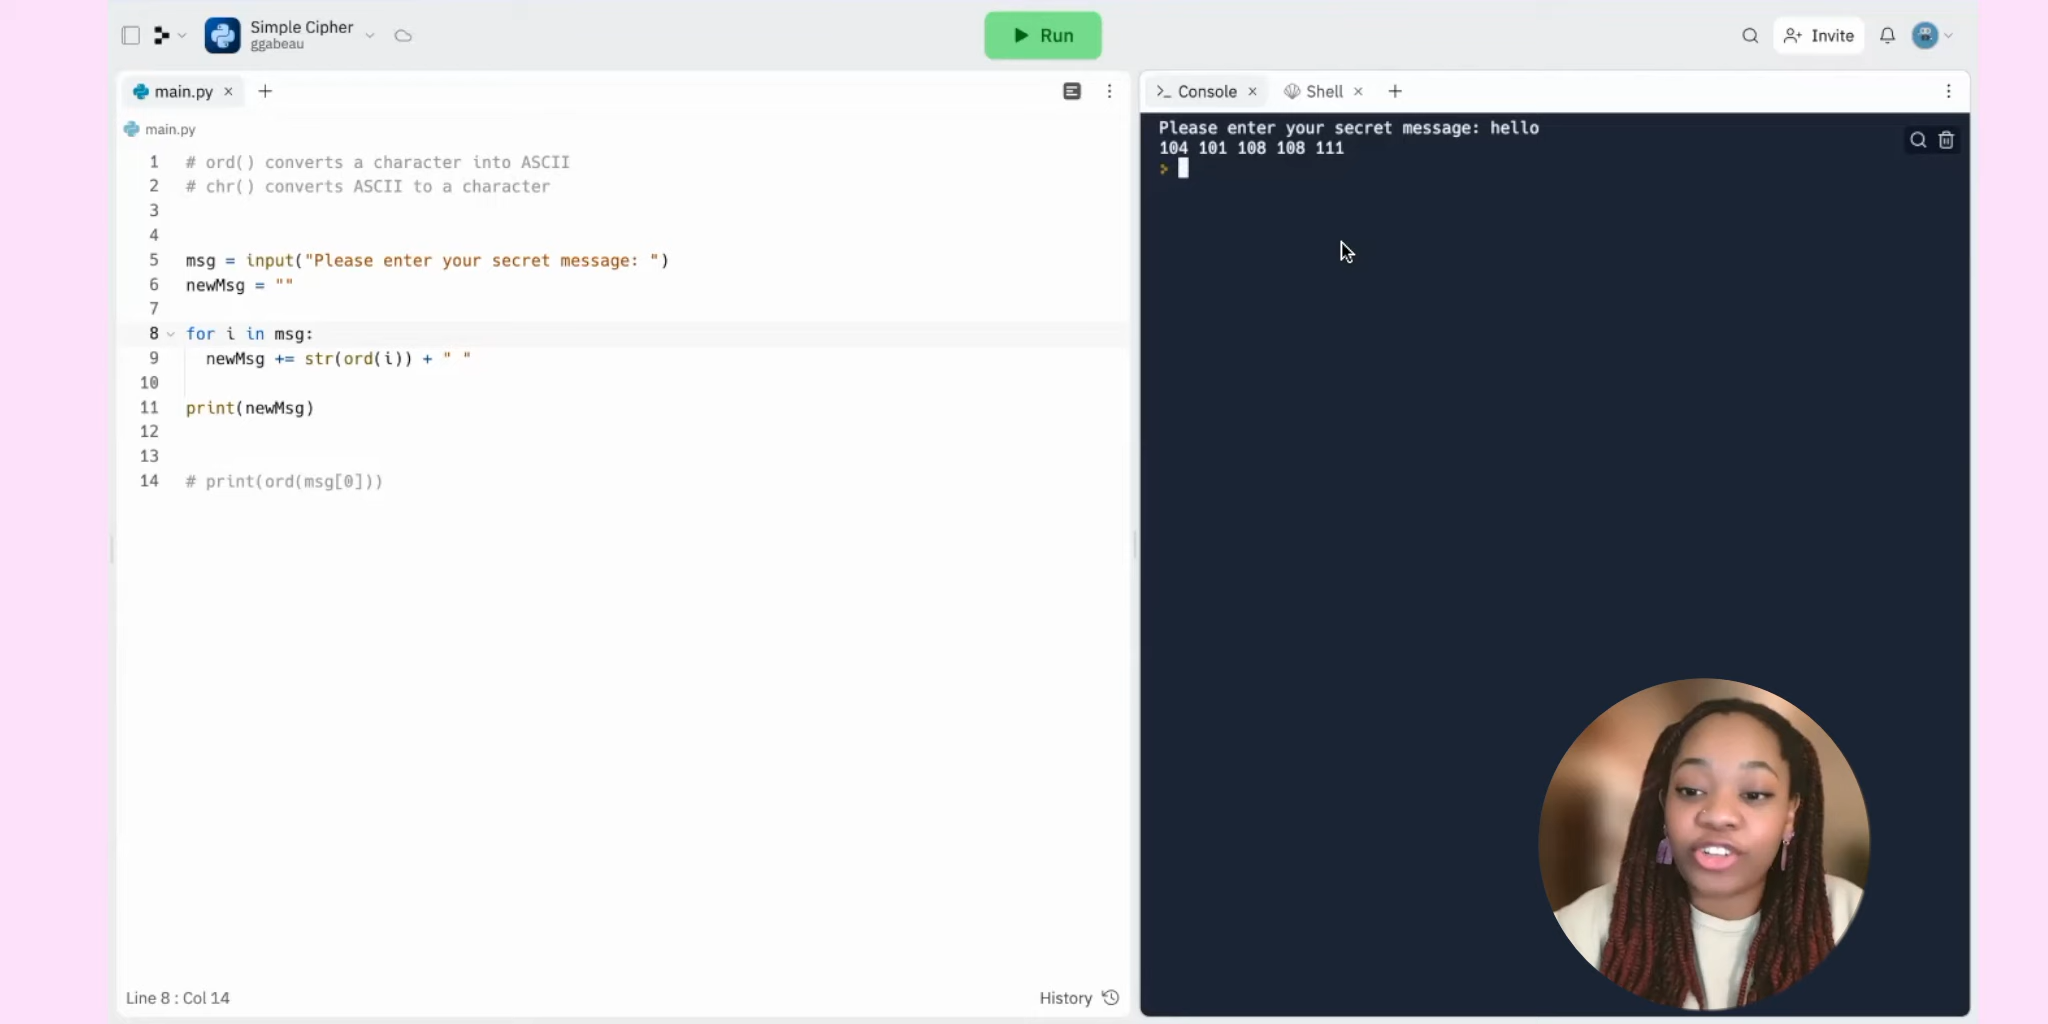 Simple Cipher
ggabeau
Run
Invite
main.py
main.py
1 # ord() converts a character into ASCII
2 # chr() converts ASCII to a character
3
4
5 msg = input("Please enter your secret message: ")
6 newMsg = ""
7
8 for i in msg:
9 newMsg += str(ord(i)) + " "
10
11 print(newMsg)
12
13
14 # print(ord(msg[0]))
Line 8 : Col 14
History
>_ Console
Shell
Please enter your secret message: hello
104 101 108 108 111
>